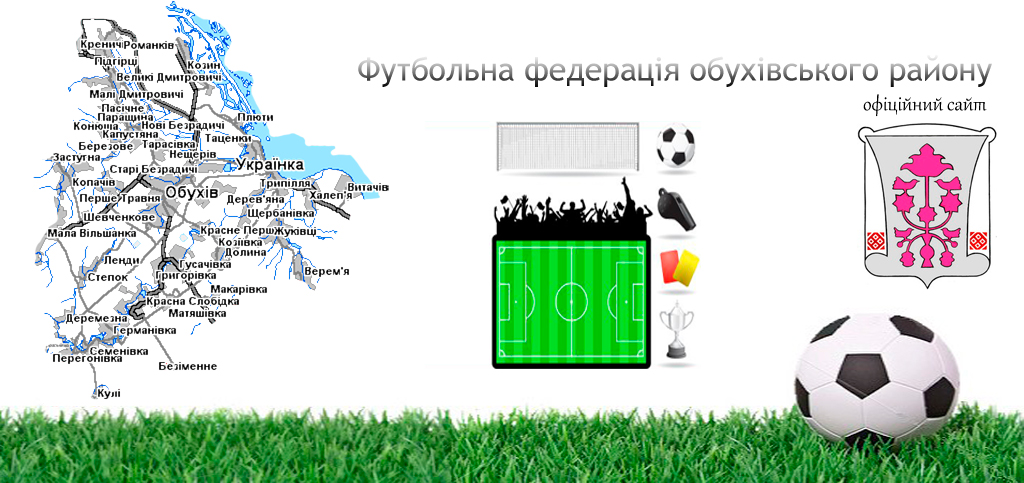 Футбольна федерація обухівського району
офіційний сайт
Кренич
Романків
Підгірці
Козин
Великі Дмитровичі
Малі Дмитровичі
Пасічне
Паращина
Плюти
Конюша
Нові Безрадичі
Капустяна
Таценки
Березове
Тарасівка
Застугна
Нещерів
Українка
Старі Безрадичі
Копачів
Трипілля
Витачів
Обухів
Халеп'я
Перше Травня
Дерев'яна
Шевченкове
Щербанівка
Мала Вільшанка
Красне Перш
Жуківці
Козіївка
Долина
Ленди
Гусачівка
Степок
Григорівка
Верем'я
Макарівка
Красна Слобідка
Матяшівка
Деремезна
Германівка
Семенівка
Перегонівка
Безіменне
Кулі